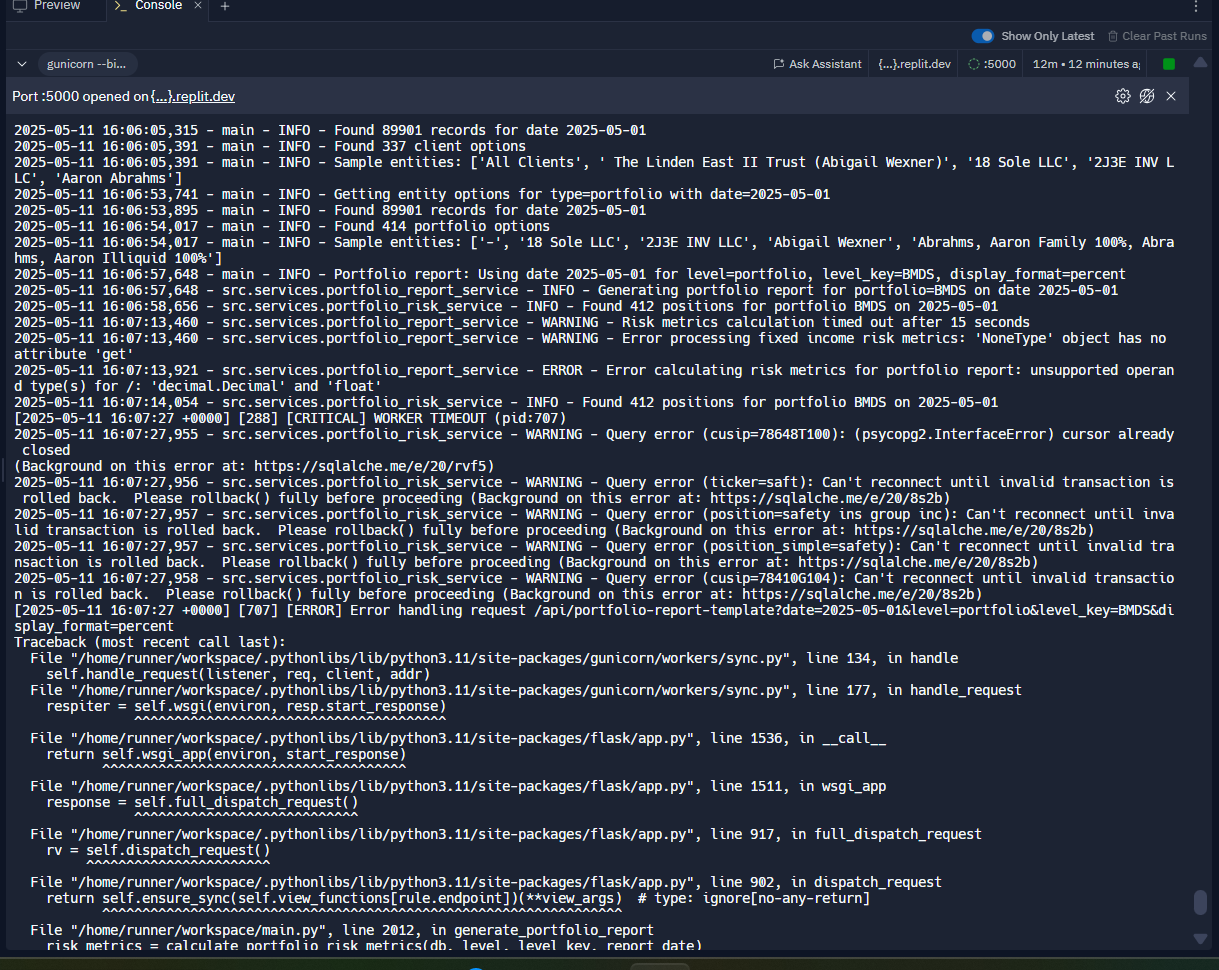 Preview
Console
Show Only Latest
Clear Past Runs
gunicorn --bi...
Ask Assistant
{...}.replit.dev
:5000
12m • 12 minutes a
Port :5000 opened on {...}.replit.dev
2025-05-11 16:06:05,315 - main - INFO - Found 89901 records for date 2025-05-01
2025-05-11 16:06:05,391 - main - INFO - Found 337 client options
2025-05-11 16:06:05,391 - main - INFO - Sample entities: ['All Clients', ' The Linden East II Trust (Abigail Wexner)', '18 Sole LLC', '2J3E INV L
LC', 'Aaron Abrahms']
2025-05-11 16:06:53,741 - main - INFO - Getting entity options for type=portfolio with date=2025-05-01
2025-05-11 16:06:53,895 - main - INFO - Found 89901 records for date 2025-05-01
2025-05-11 16:06:54,017 - main - INFO - Found 414 portfolio options
2025-05-11 16:06:54,017 - main - INFO - Sample entities: ['-', '18 Sole LLC', '2J3E INV LLC', 'Abigail Wexner', 'Abrahms, Aaron Family 100%, Abra
hms, Aaron Illiquid 100%']
2025-05-11 16:06:57,648 - main - INFO - Portfolio report: Using date 2025-05-01 for level=portfolio, level_key=BMDS, display_format=percent
2025-05-11 16:06:57,648 - src.services.portfolio_report_service - INFO - Generating portfolio report for portfolio=BMDS on date 2025-05-01
2025-05-11 16:06:58,656 - src.services.portfolio_risk_service - INFO - Found 412 positions for portfolio BMDS on 2025-05-01
2025-05-11 16:07:13,460 - src.services.portfolio_report_service - WARNING - Risk metrics calculation timed out after 15 seconds
2025-05-11 16:07:13,460 - src.services.portfolio_report_service - WARNING - Error processing fixed income risk metrics: 'NoneType' object has no
attribute 'get'
2025-05-11 16:07:13,921 - src.services.portfolio_report_service - ERROR - Error calculating risk metrics for portfolio report: unsupported operan
d type(s) for /: 'decimal.Decimal' and 'float'
2025-05-11 16:07:14,054 - src.services.portfolio_risk_service - INFO - Found 412 positions for portfolio BMDS on 2025-05-01
[2025-05-11 16:07:27 +0000] [288] [CRITICAL] WORKER TIMEOUT (pid:707)
2025-05-11 16:07:27,955 - src.services.portfolio_risk_service - WARNING - Query error (cusip=78648T100): (psycopg2.InterfaceError) cursor already
 closed
(Background on this error at: https://sqlalche.me/e/20/rvf5)
2025-05-11 16:07:27,956 - src.services.portfolio_risk_service - WARNING - Query error (ticker=saft): Can't reconnect until invalid transaction is
 rolled back.  Please rollback() fully before proceeding (Background on this error at: https://sqlalche.me/e/20/8s2b)
2025-05-11 16:07:27,957 - src.services.portfolio_risk_service - WARNING - Query error (position=safety ins group inc): Can't reconnect until inva
lid transaction is rolled back.  Please rollback() fully before proceeding (Background on this error at: https://sqlalche.me/e/20/8s2b)
2025-05-11 16:07:27,957 - src.services.portfolio_risk_service - WARNING - Query error (position_simple=safety): Can't reconnect until invalid tra
nsaction is rolled back.  Please rollback() fully before proceeding (Background on this error at: https://sqlalche.me/e/20/8s2b)
2025-05-11 16:07:27,958 - src.services.portfolio_risk_service - WARNING - Query error (cusip=78410G104): Can't reconnect until invalid transactio
n is rolled back.  Please rollback() fully before proceeding (Background on this error at: https://sqlalche.me/e/20/8s2b)
[2025-05-11 16:07:27 +0000] [707] [ERROR] Error handling request /api/portfolio-report-template?date=2025-05-01&level=portfolio&level_key=BMDS&di
splay_format=percent
Traceback (most recent call last):
  File "/home/runner/workspace/.pythonlibs/lib/python3.11/site-packages/gunicorn/workers/sync.py", line 134, in handle
    self.handle_request(listener, req, client, addr)
  File "/home/runner/workspace/.pythonlibs/lib/python3.11/site-packages/gunicorn/workers/sync.py", line 177, in handle_request
    respiter = self.wsgi(environ, resp.start_response)
               ^^^^^^^^^^^^^^^^^^^^^^^^^^^^^^^^^^^^^^^
  File "/home/runner/workspace/.pythonlibs/lib/python3.11/site-packages/flask/app.py", line 1536, in __call__
    return self.wsgi_app(environ, start_response)
           ^^^^^^^^^^^^^^^^^^^^^^^^^^^^^^^^^^^^^^
  File "/home/runner/workspace/.pythonlibs/lib/python3.11/site-packages/flask/app.py", line 1511, in wsgi_app
    response = self.full_dispatch_request()
               ^^^^^^^^^^^^^^^^^^^^^^^^^^^^
  File "/home/runner/workspace/.pythonlibs/lib/python3.11/site-packages/flask/app.py", line 917, in full_dispatch_request
    rv = self.dispatch_request()
         ^^^^^^^^^^^^^^^^^^^^^^^
  File "/home/runner/workspace/.pythonlibs/lib/python3.11/site-packages/flask/app.py", line 902, in dispatch_request
    return self.ensure_sync(self.view_functions[rule.endpoint])(**view_args)  # type: ignore[no-any-return]
           ^^^^^^^^^^^^^^^^^^^^^^^^^^^^^^^^^^^^^^^^^^^^^^^^^^^^^^^^^^^^^^^^^
  File "/home/runner/workspace/main.py", line 2012, in generate_portfolio_report
    risk_metrics = calculate_portfolio_risk_metrics(db, level, level_key, report_date)